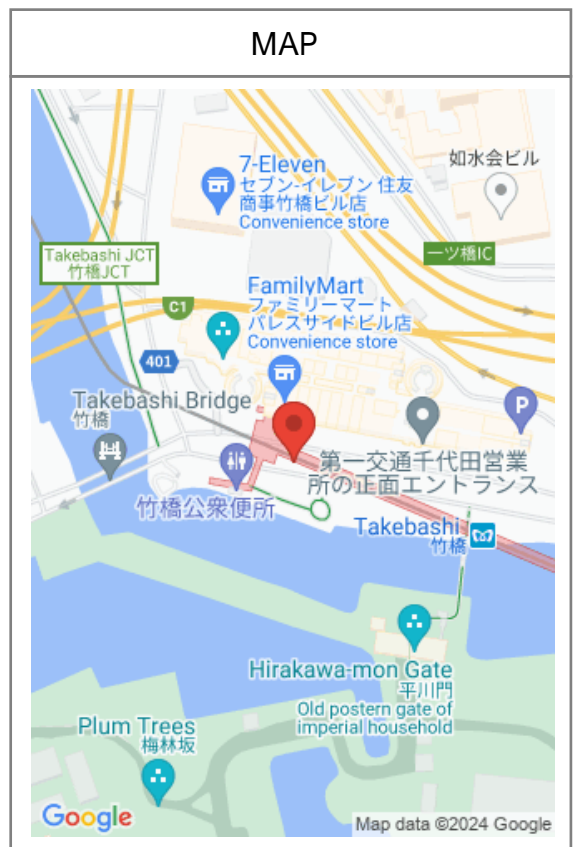 MAP
7-Eleven
セブン-イレブン 住友
商事竹橋ビル店
Convenience store
如水会ビル
Takebashi JCT
竹橋JCT
一ツ橋IC
FamilyMart
ファミリーマート
パレスサイドビル店
Convenience store
C1
401
P
Takebashi Bridge
竹橋
第一交通千代田営業
所の正面エントランス
竹橋公衆便所
Takebashi
竹橋
Hirakawa-mon Gate
平川門
Old postern gate of
imperial household
Plum Trees
梅林坂
Google
Map data ©2024 Google